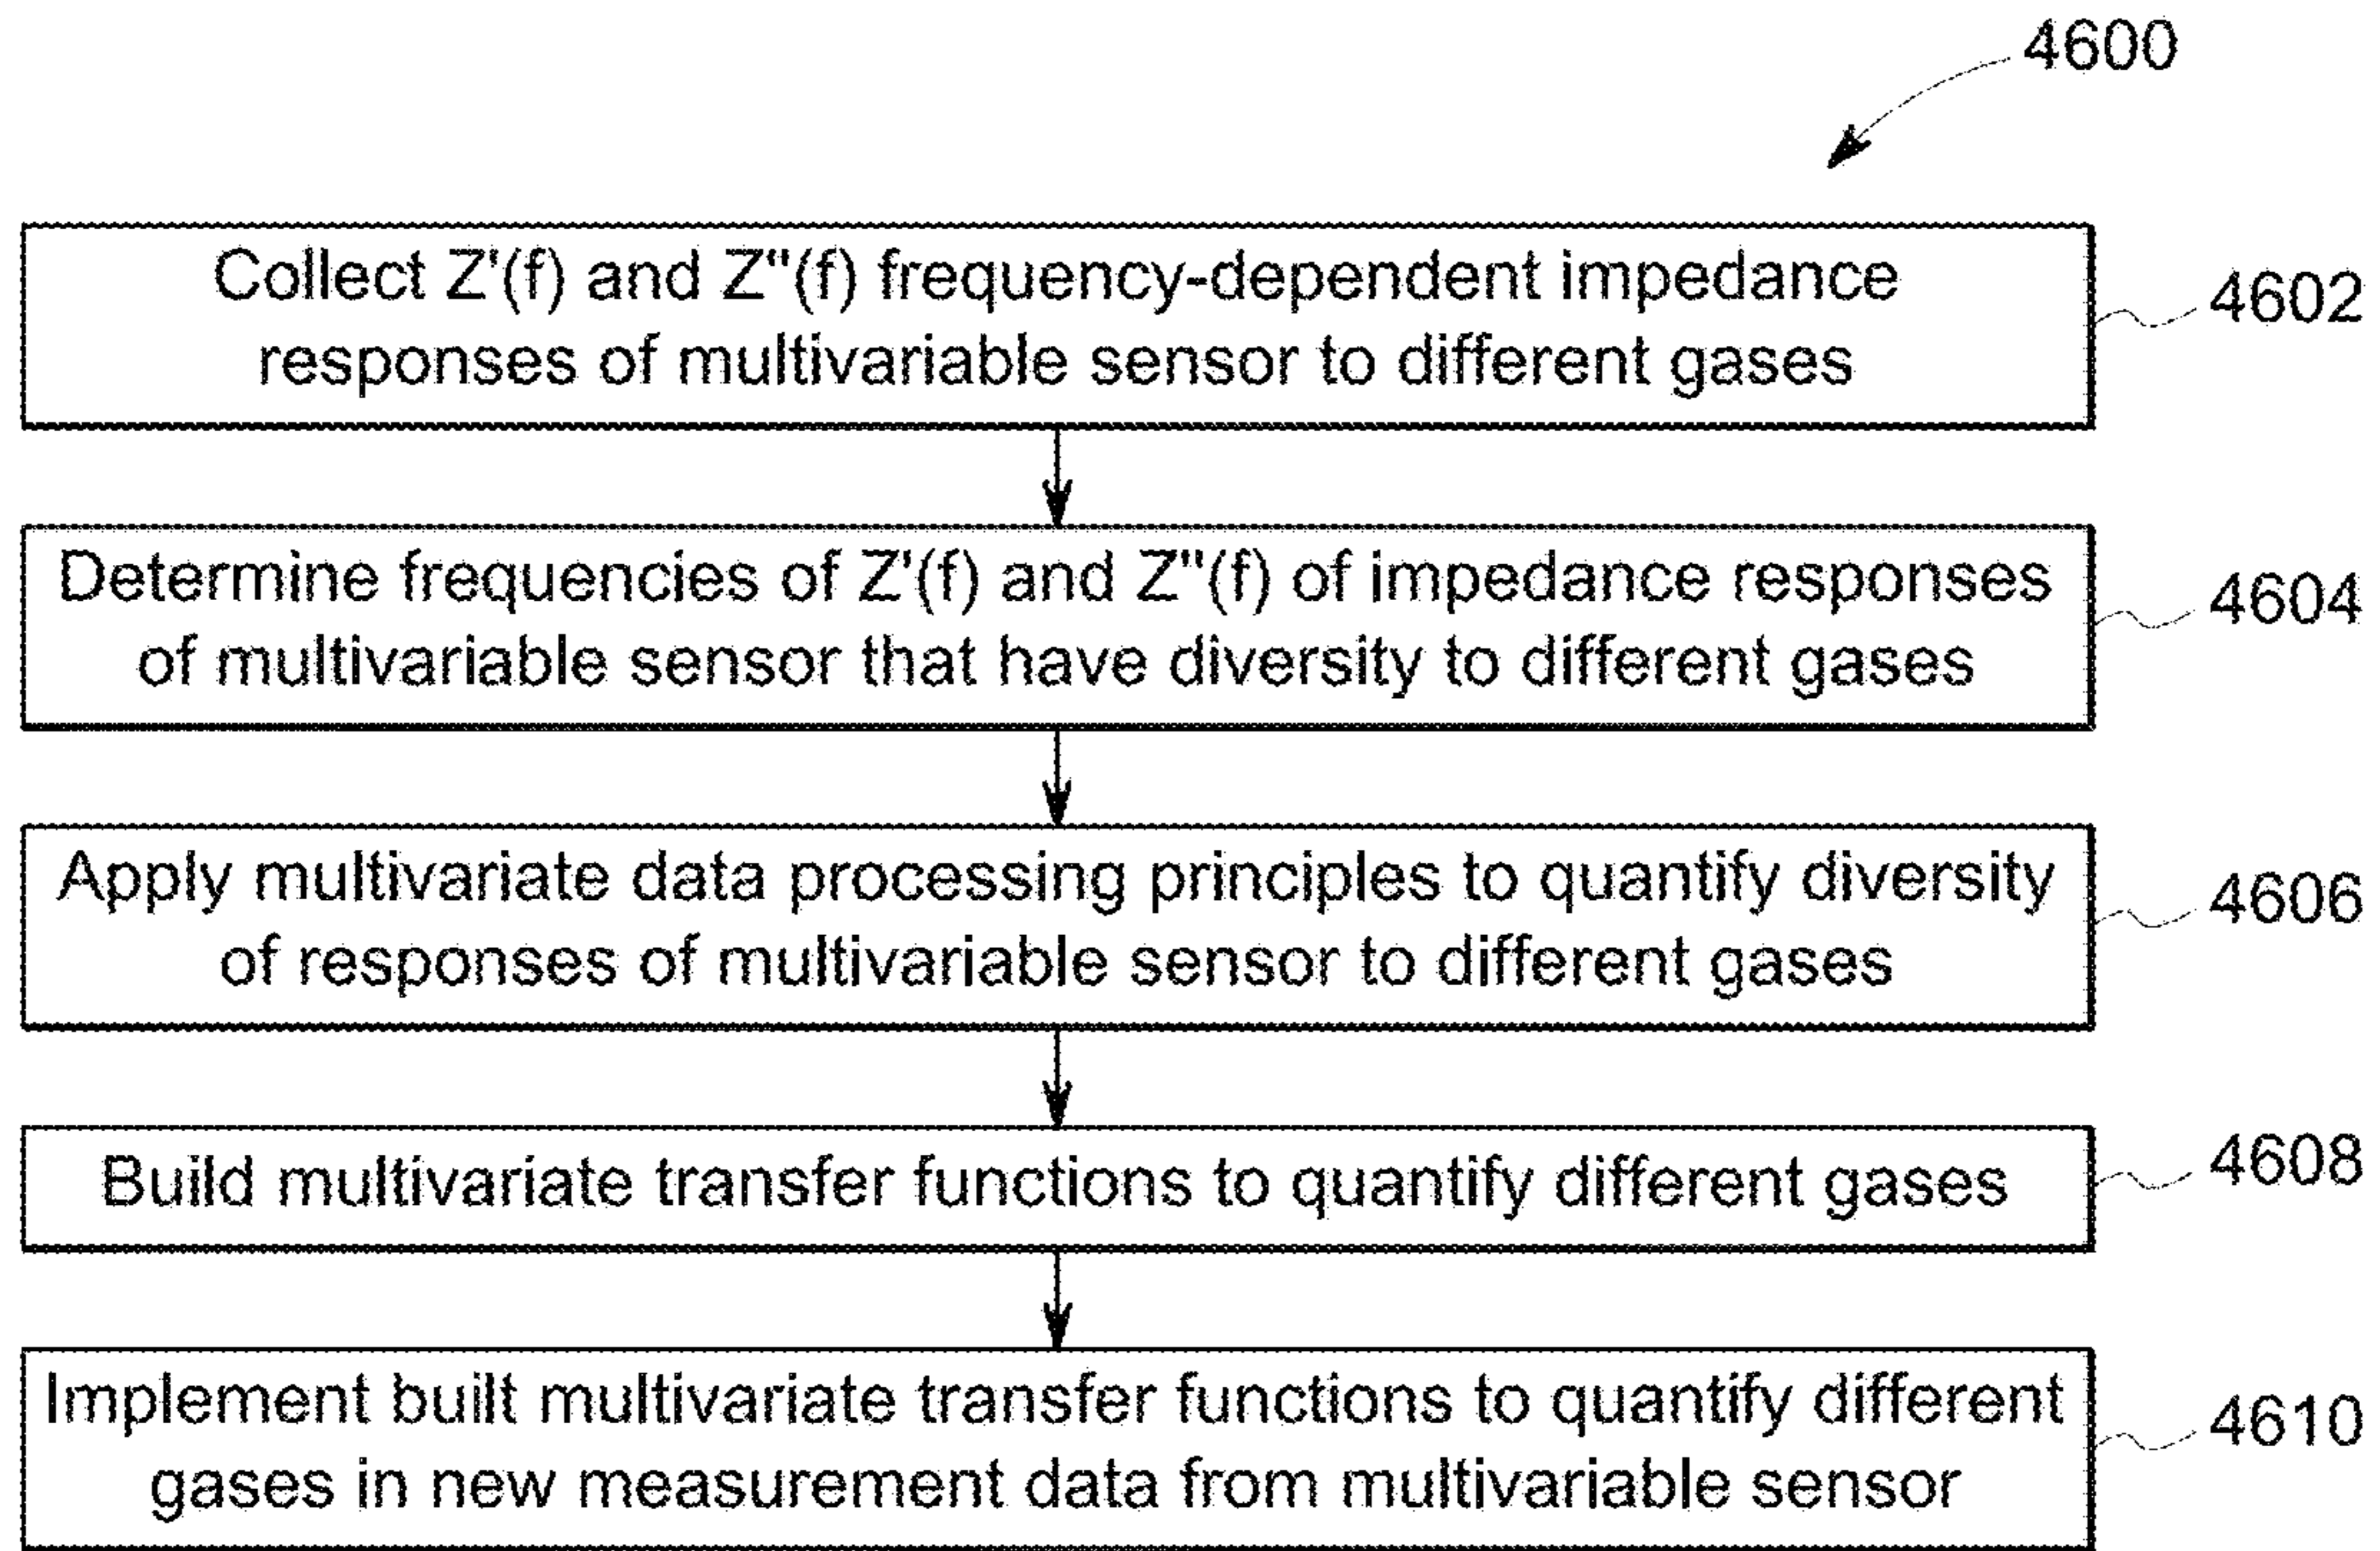 4600
Collect Z'(f) and Z"(f) frequency-dependent impedance
responses of multivariable sensor to different gases
4602
Determine frequencies of Z'(f) and Z"(f) of impedance responses
of multivariable sensor that have diversity to different gases
4604
Apply multivariate data processing principles to quantify diversity
of responses of multivariable sensor to different gases
4606
Build multivariate transfer functions to quantify different gases
4608
Implement built multivariate transfer functions to quantify different
gases in new measurement data from multivariable sensor
4610